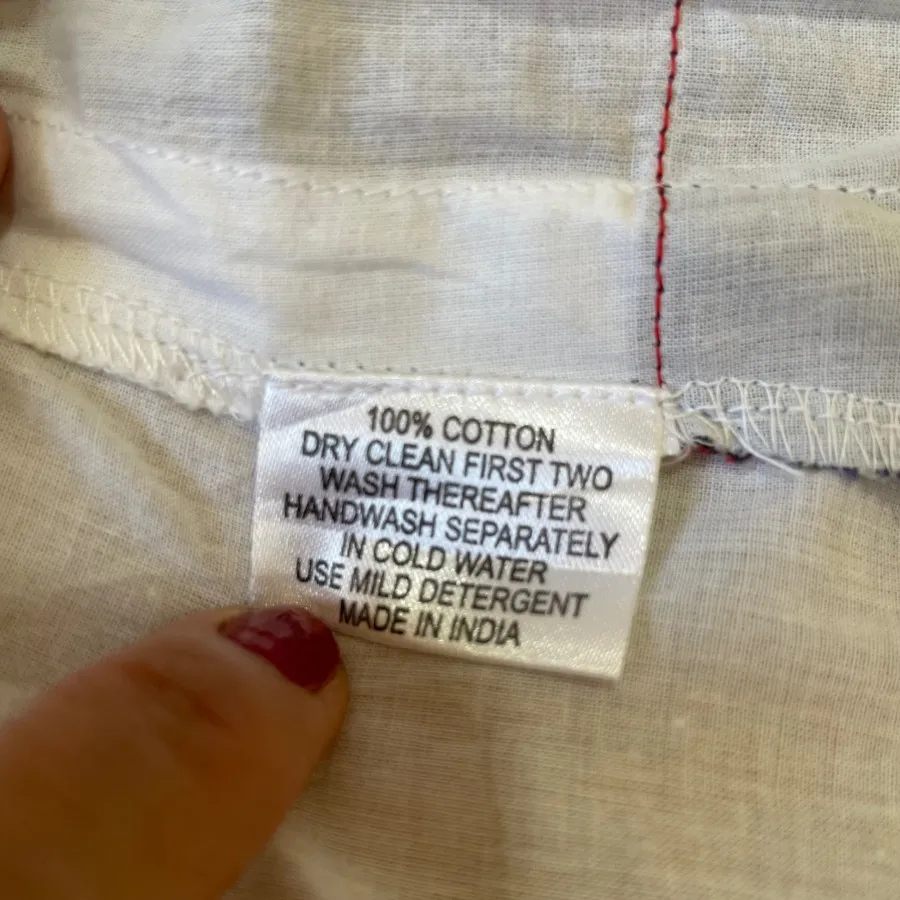 100% COTTON
DRY CLEAN FIRST TWO
WASH THEREAFTER
HANDWASH SEPARATELY
IN COLD WATER
USE MILD DETERGENT
MADE IN INDIA